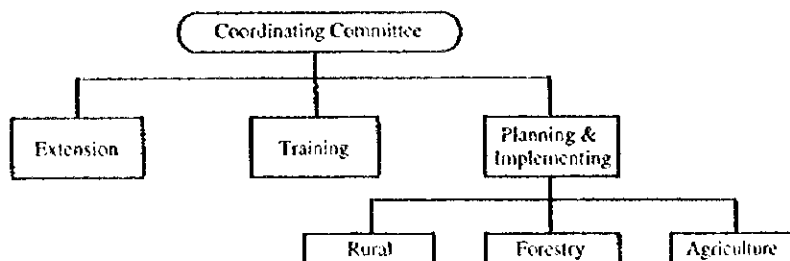 Coordinating Committee
Extension
Training
Planning &
Implementing
Rural
Forestry
Agriculture